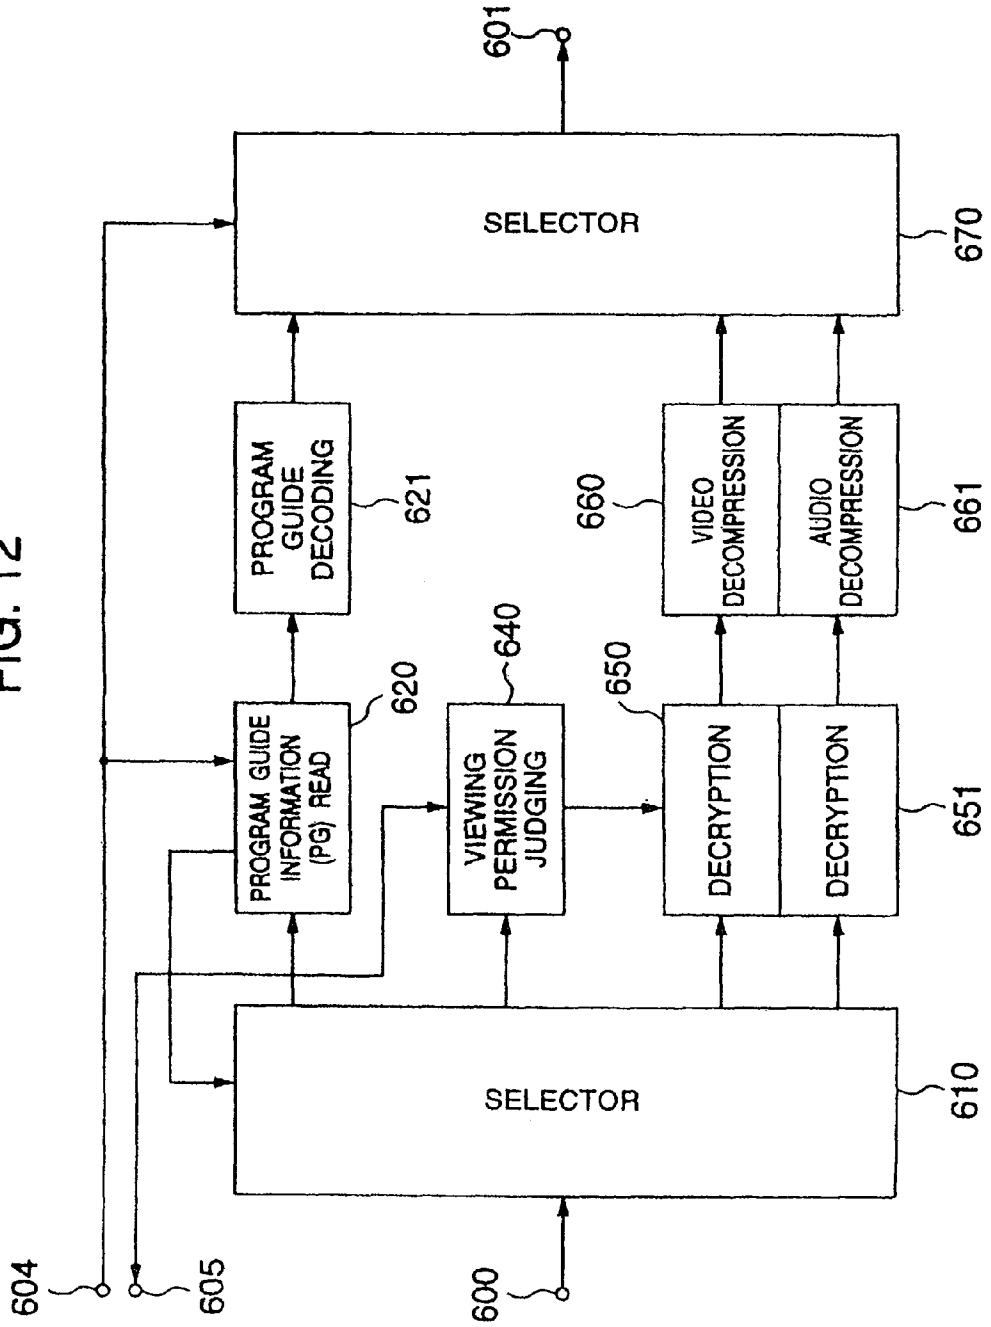 FIG. 12
604
605
600
SELECTOR
610
PROGRAM GUIDE
INFORMATION
(PG) READ
620
PROGRAM
GUIDE
DECODING
621
VIEWING
PERMISSION
JUDGING
640
DECRYPTION
650
DECRYPTION
651
VIDEO
DECOMPRESSION
660
AUDIO
DECOMPRESSION
661
SELECTOR
670
601